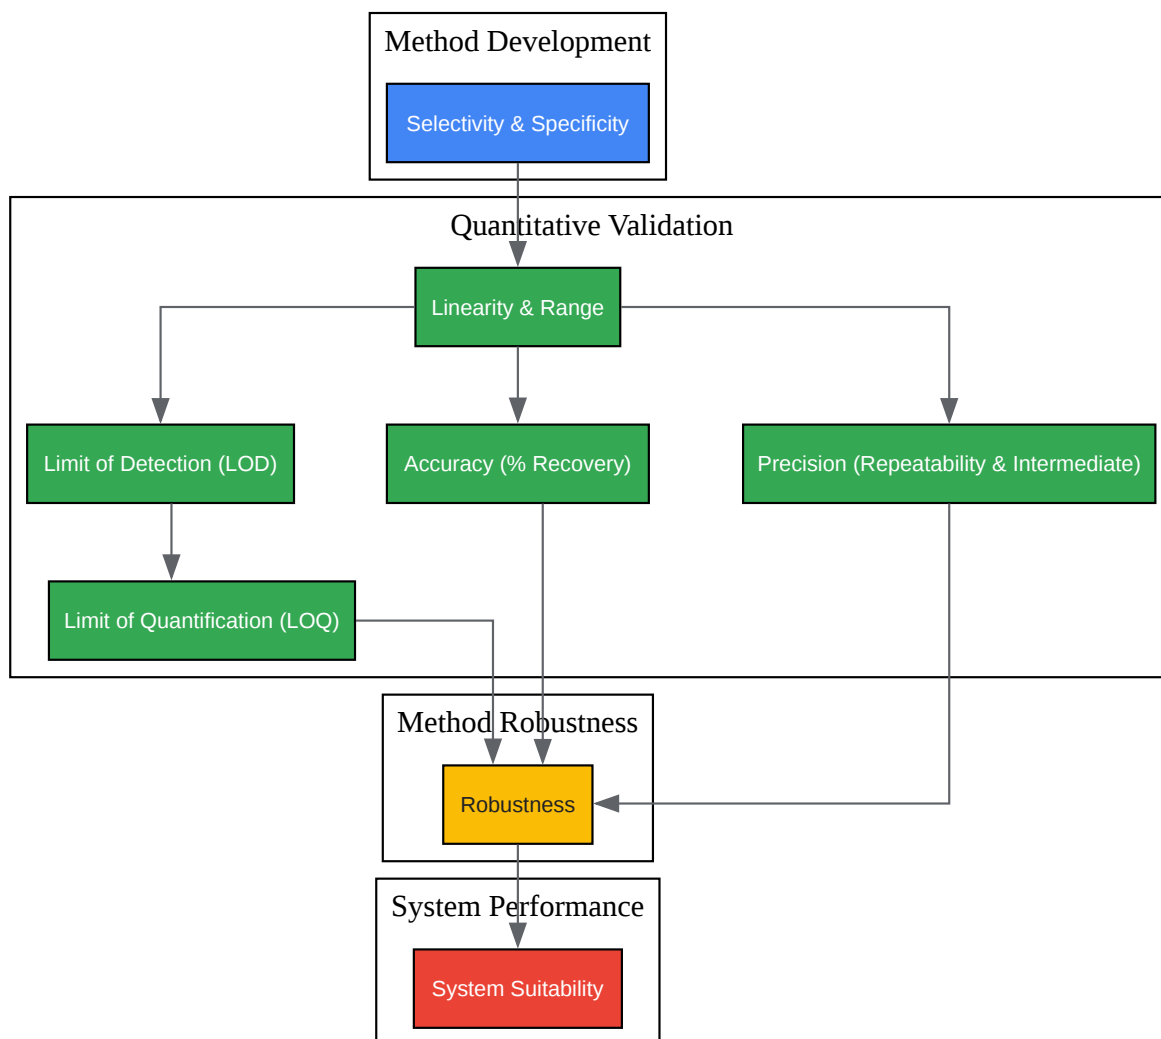 Method Development
Selectivity & Specificity
Quantitative Validation
Linearity & Range
Limit of Detection (LOD)
Accuracy (% Recovery)
Precision (Repeatability & Intermediate)
Limit of Quantification (LOQ)
Method Robustness
Robustness
System Performance
System Suitability